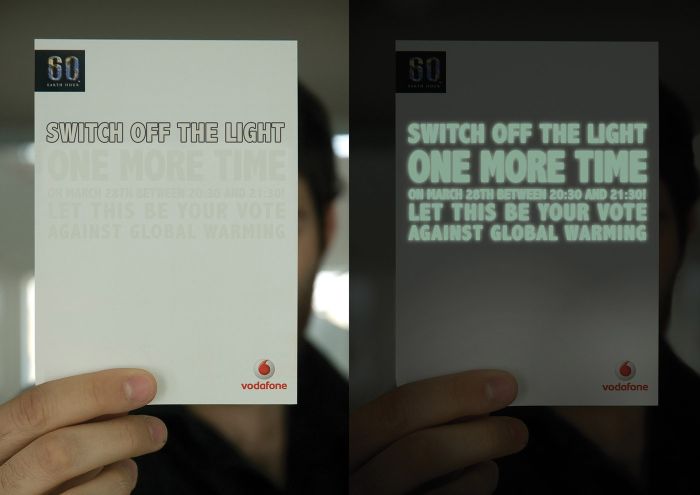 60
EARTH HOUR
SWITCH OFF THE LIGHT
ONE MORE TIME
ON MARCH 28TH BETWEEN 20:30 AND 21:30!
LET THIS BE YOUR VOTE
AGAINST GLOBAL WARMING
vodafone
60
EARTH HOUR
SWITCH OFF THE LIGHT
ONE MORE TIME
ON MARCH 28TH BETWEEN 20:30 AND 21:30!
LET THIS BE YOUR VOTE
AGAINST GLOBAL WARMING
vodafone